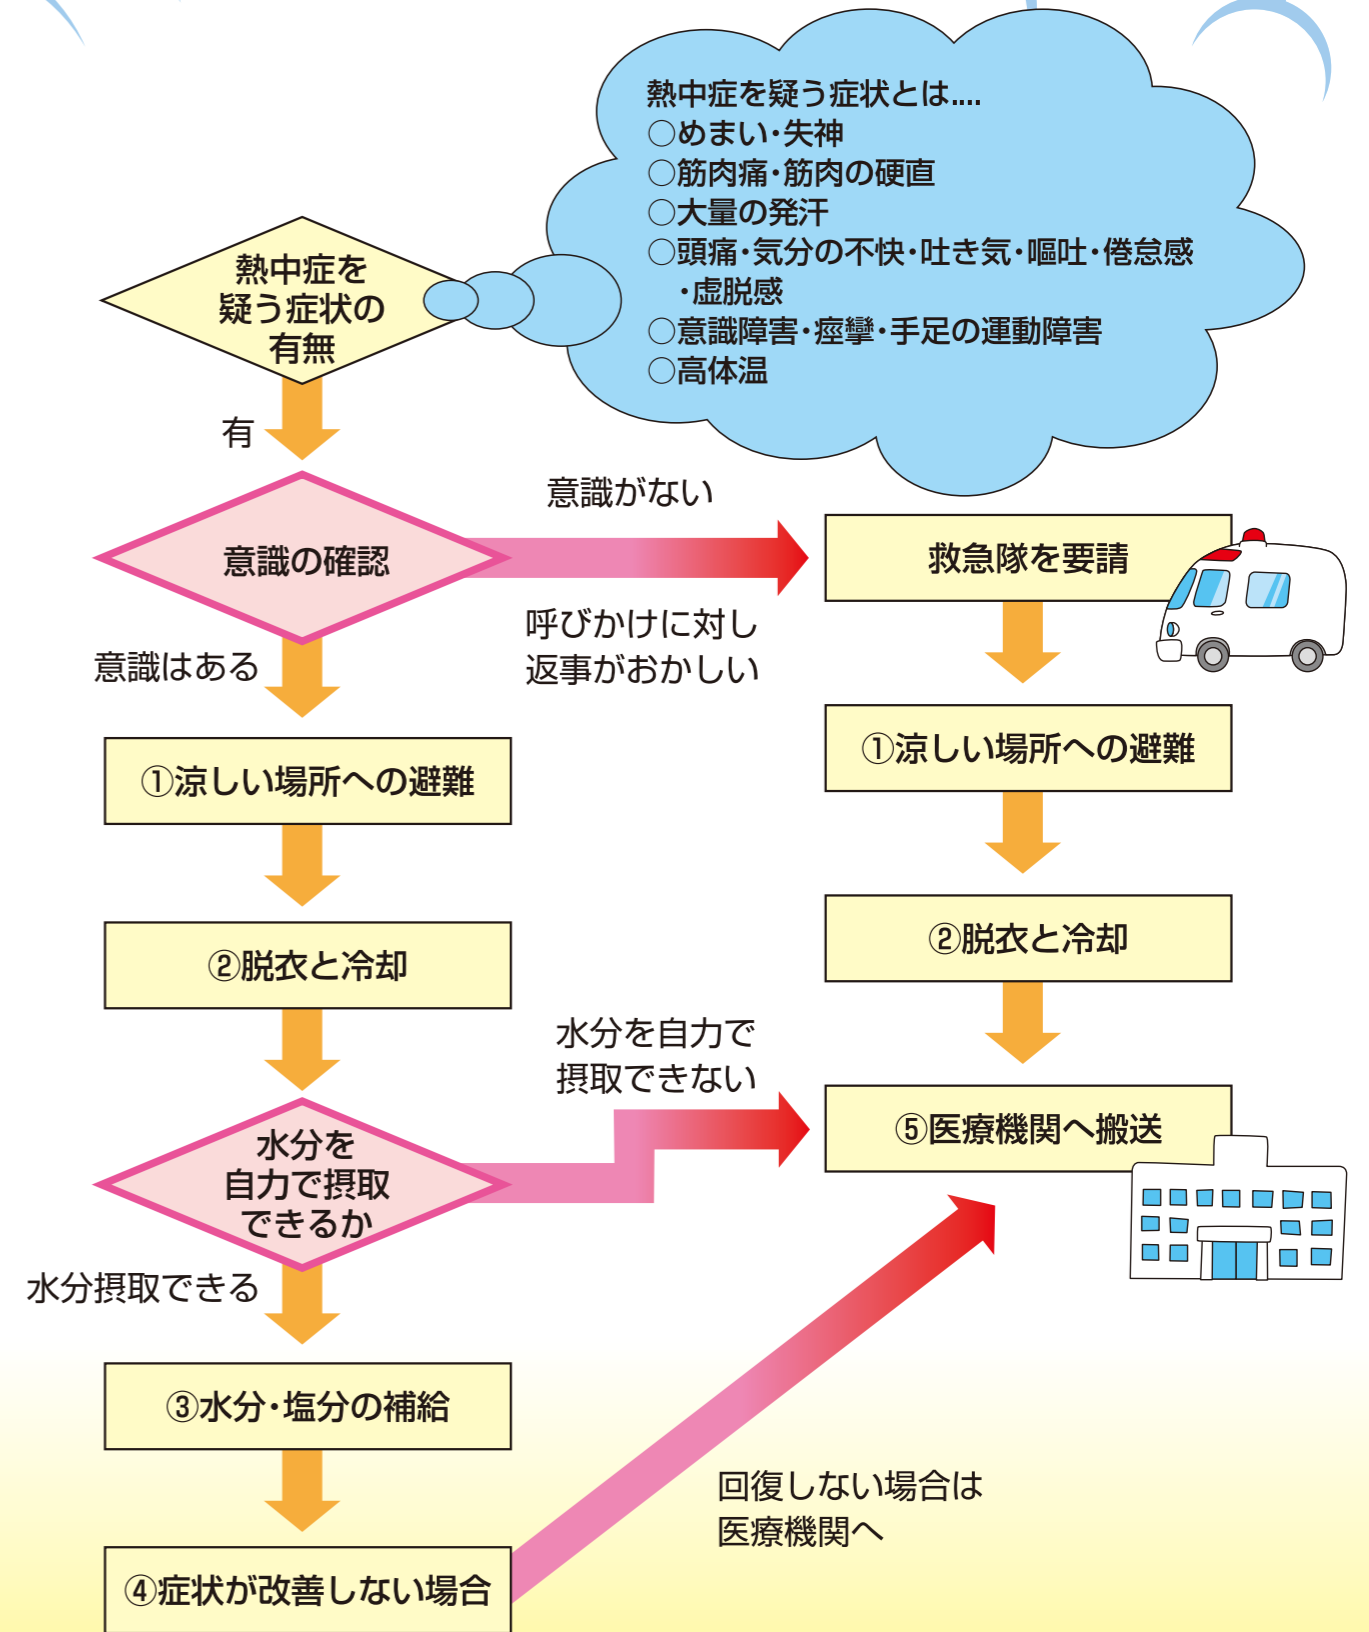 熱中症を疑う症状とは....
○めまい・失神
○筋肉痛・筋肉の硬直
○大量の発汗
○頭痛・気分の不快・吐き気・嘔吐・倦怠感
・虚脱感
○意識障害・痙攣・手足の運動障害
○高体温
熱中症を
疑う症状の
有無
有
意識の確認
意識がない
呼びかけに対し
返事がおかしい
救急隊を要請
意識はある
①涼しい場所への避難
①涼しい場所への避難
②脱衣と冷却
②脱衣と冷却
水分を
自力で摂取
できるか
水分を自力で
摂取できない
⑤医療機関へ搬送
水分摂取できる
③水分・塩分の補給
④症状が改善しない場合
回復しない場合は
医療機関へ